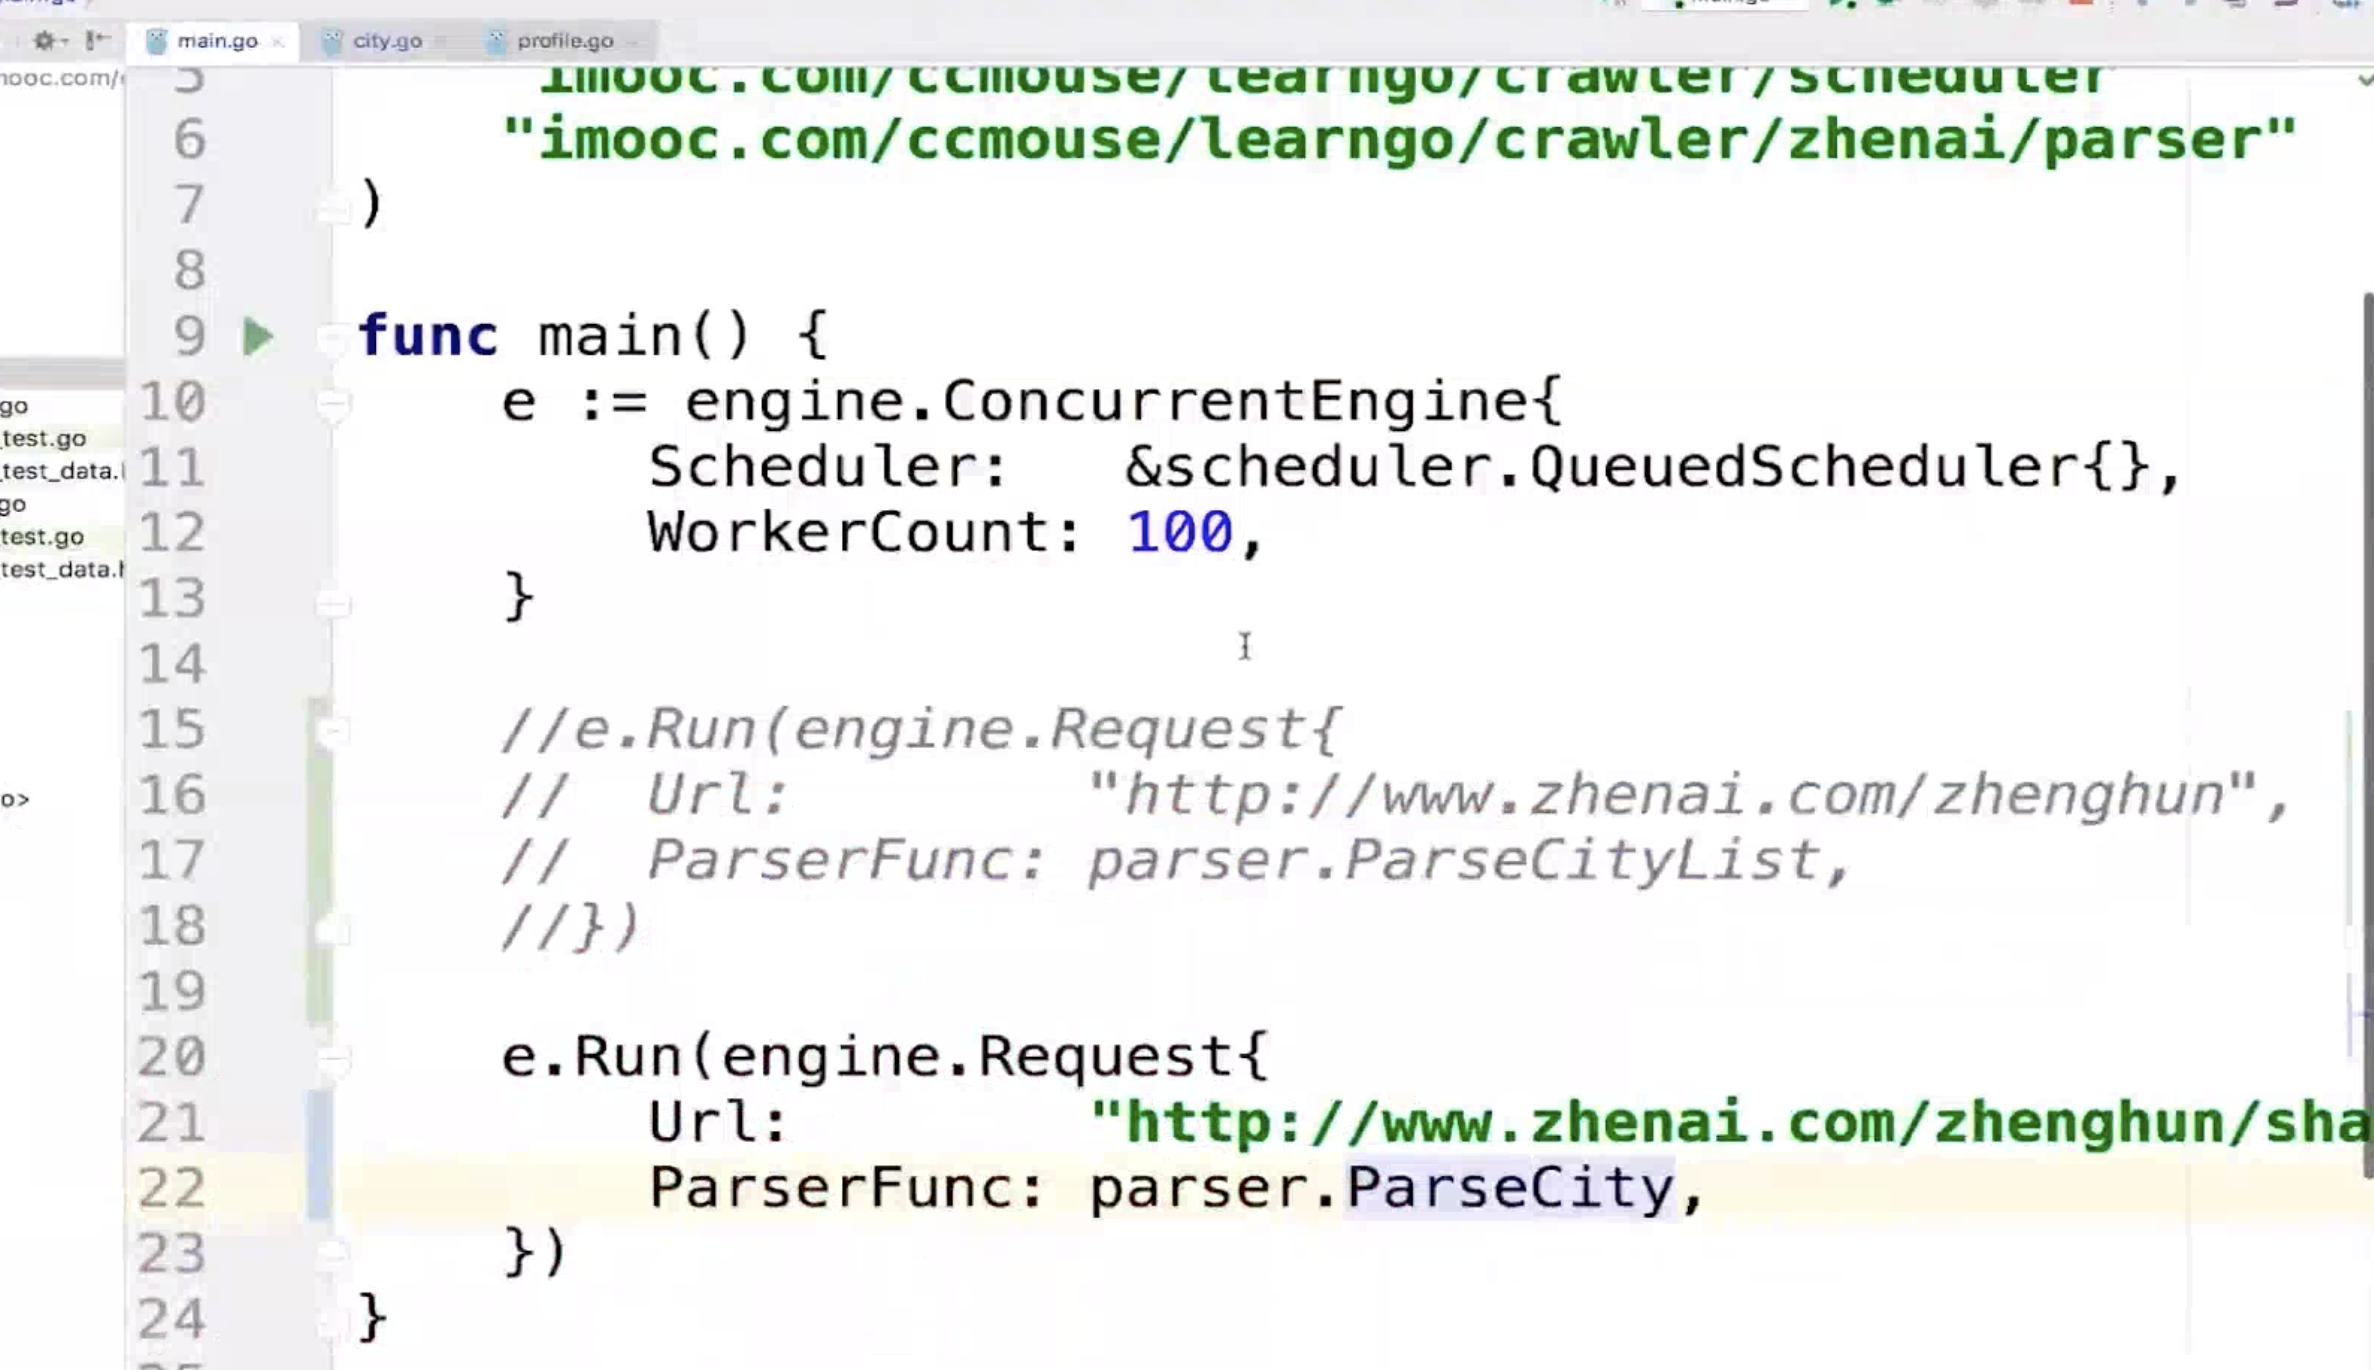 main.go
city.go
profile.go
5 imooc.com/ccmouse/learngo/crawler/scheduler
6 "imooc.com/ccmouse/learngo/crawler/zhenai/parser"
7 )
8
9 func main() {
10 e := engine.ConcurrentEngine{
11 Scheduler: &scheduler.QueuedScheduler{},
12 WorkerCount: 100,
13 }
14
15 //e.Run(engine.Request{
16 // Url: "http://www.zhenai.com/zhenghun",
17 // ParserFunc: parser.ParseCityList,
18 //})
19
20 e.Run(engine.Request{
21 Url: "http://www.zhenai.com/zhenghun/sha
22 ParserFunc: parser.ParseCity,
23 })
24 }
ooc.com/
go
_test.go
_test_data.
go
test.go
test_data.h
o>